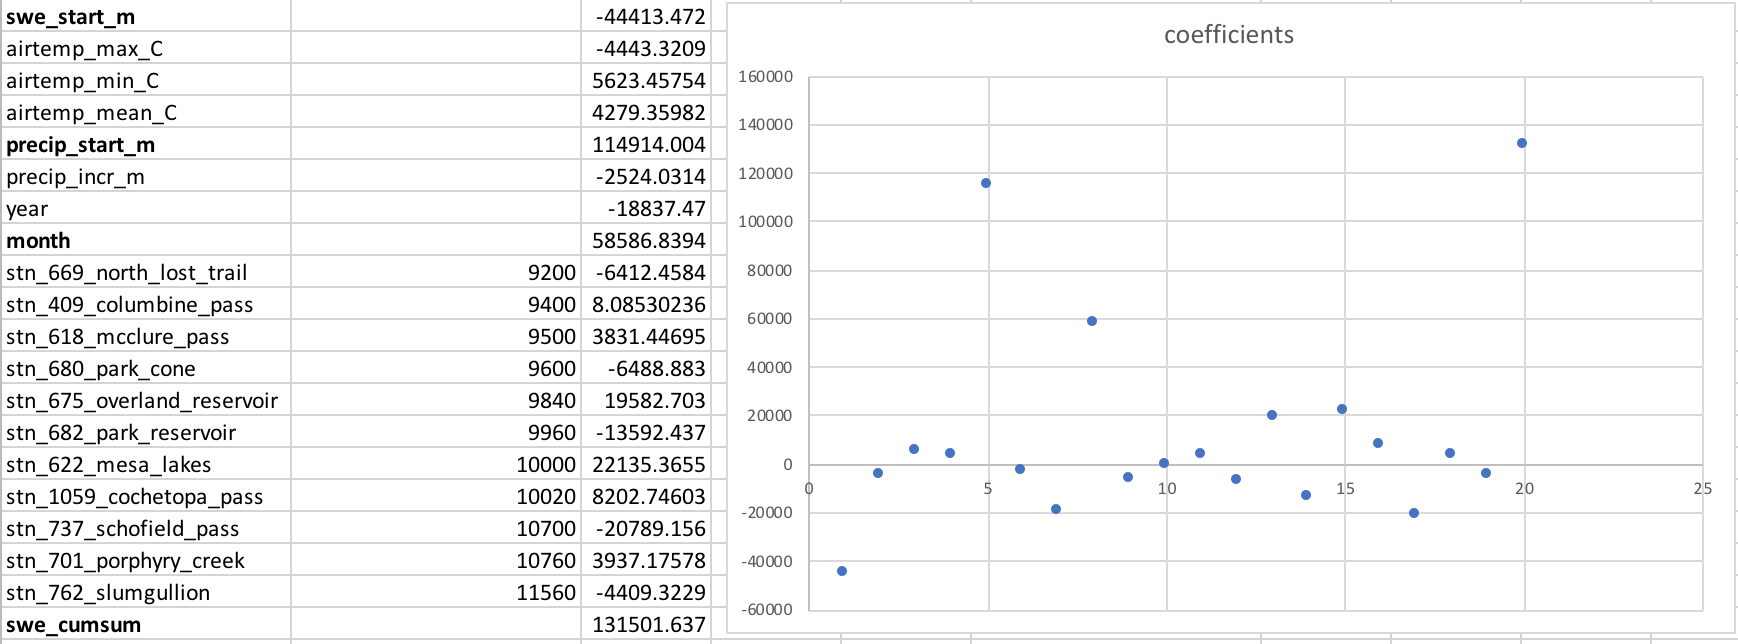 swe_start_m -44413.472
airtemp_max_C -4443.3209
airtemp_min_C 5623.45754
airtemp_mean_C 4279.35982
precip_start_m 114914.004
precip_incr_m -2524.0314
year -18837.47
month 58586.8394
stn_669_north_lost_trail 9200 -6412.4584
stn_409_columbine_pass 9400 8.08530236
stn_618_mcclure_pass 9500 3831.44695
stn_680_park_cone 9600 -6488.883
stn_675_overland_reservoir 9840 19582.703
stn_682_park_reservoir 9960 -13592.437
stn_622_mesa_lakes 10000 22135.3655
stn_1059_cochetopa_pass 10020 8202.74603
stn_737_schofield_pass 10700 -20789.156
stn_701_porphyry_creek 10760 3937.17578
stn_762_slumgullion 11560 -4409.3229
swe_cumsum 131501.637
coefficients
160000
140000
120000
100000
80000
60000
40000
20000
0
-20000
-40000
-60000
0 5 10 15 20 25